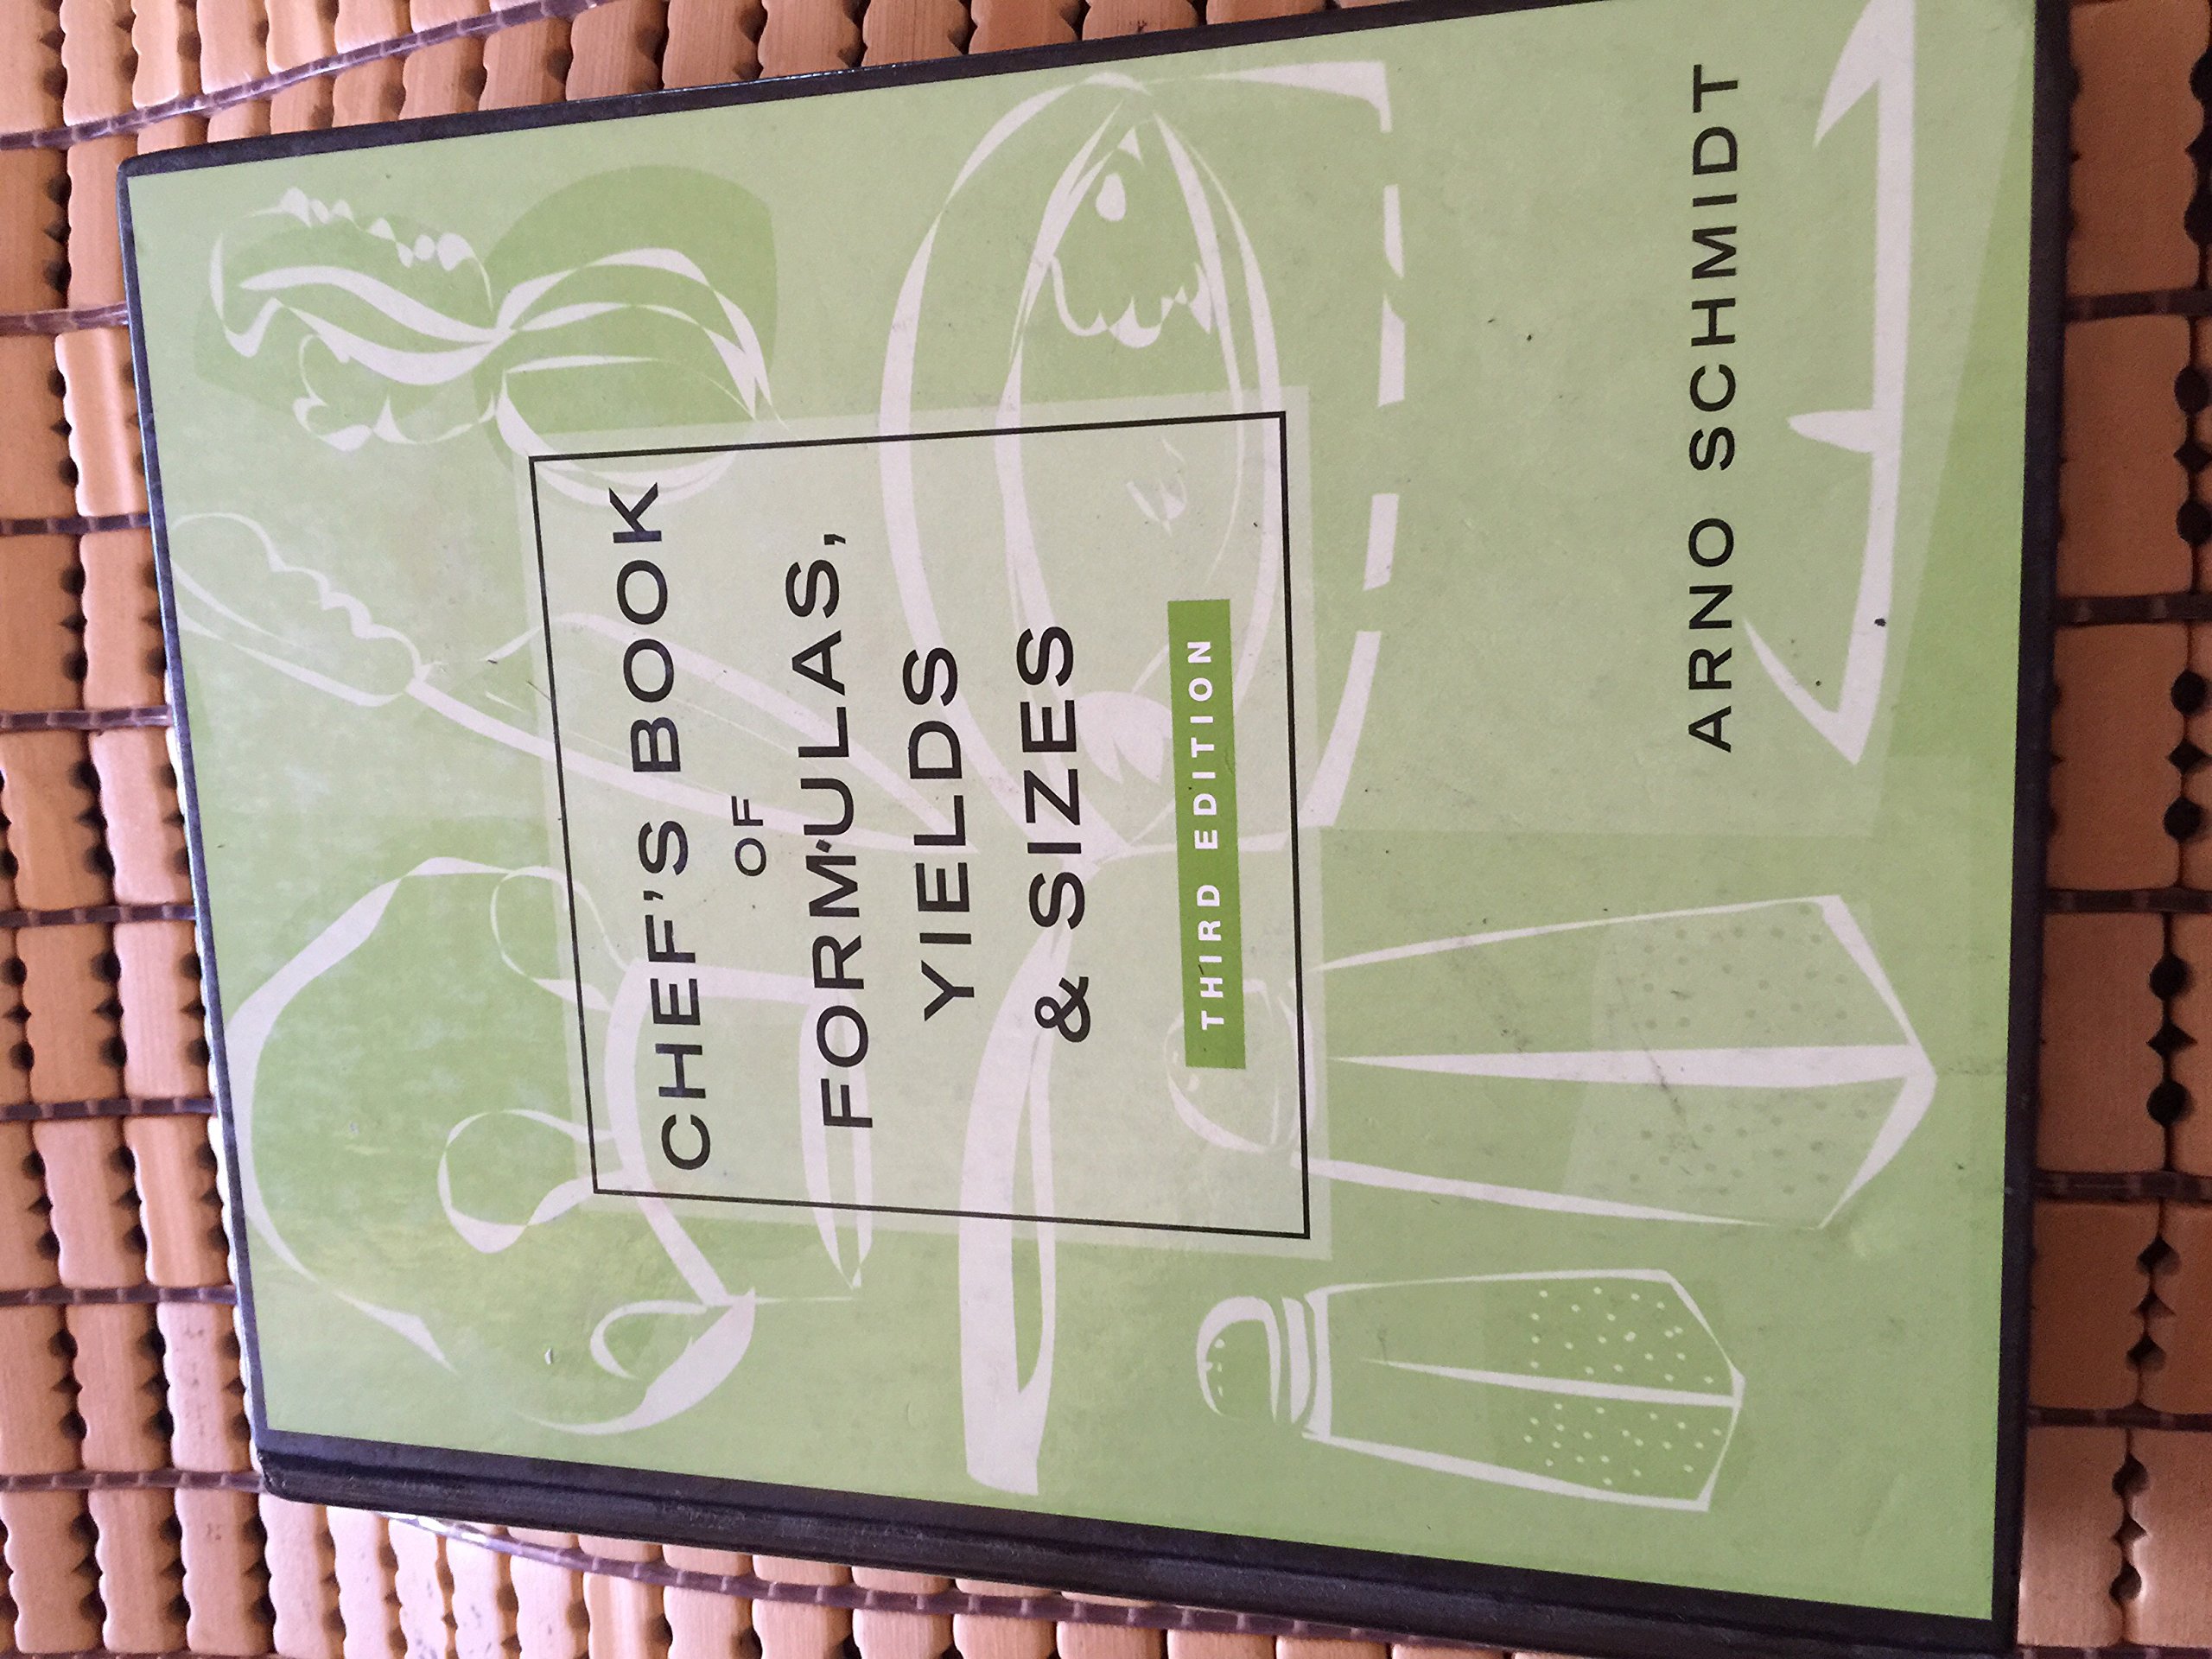 CHEF'S BOOK
OF
FORMULAS,
YIELDS
& SIZES
THIRD EDITION
ARNO SCHMIDT